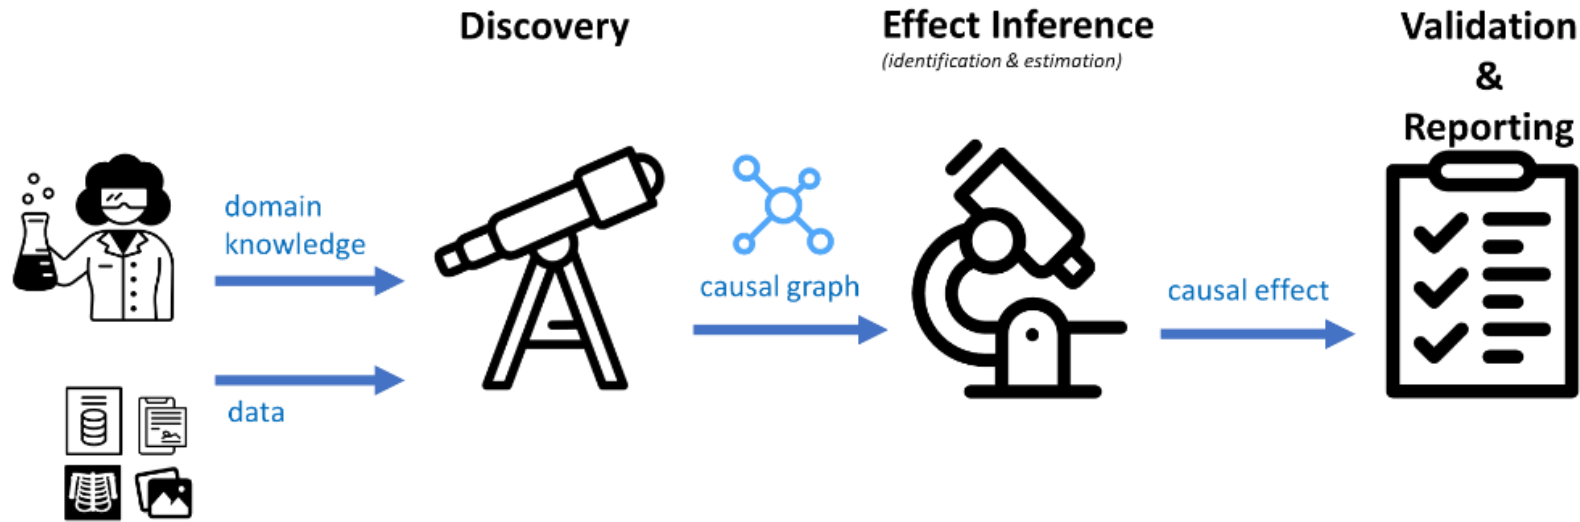 Discovery
Effect Inference
(identification & estimation)
Validation
&
Reporting
domain
knowledge
data
causal graph
causal effect